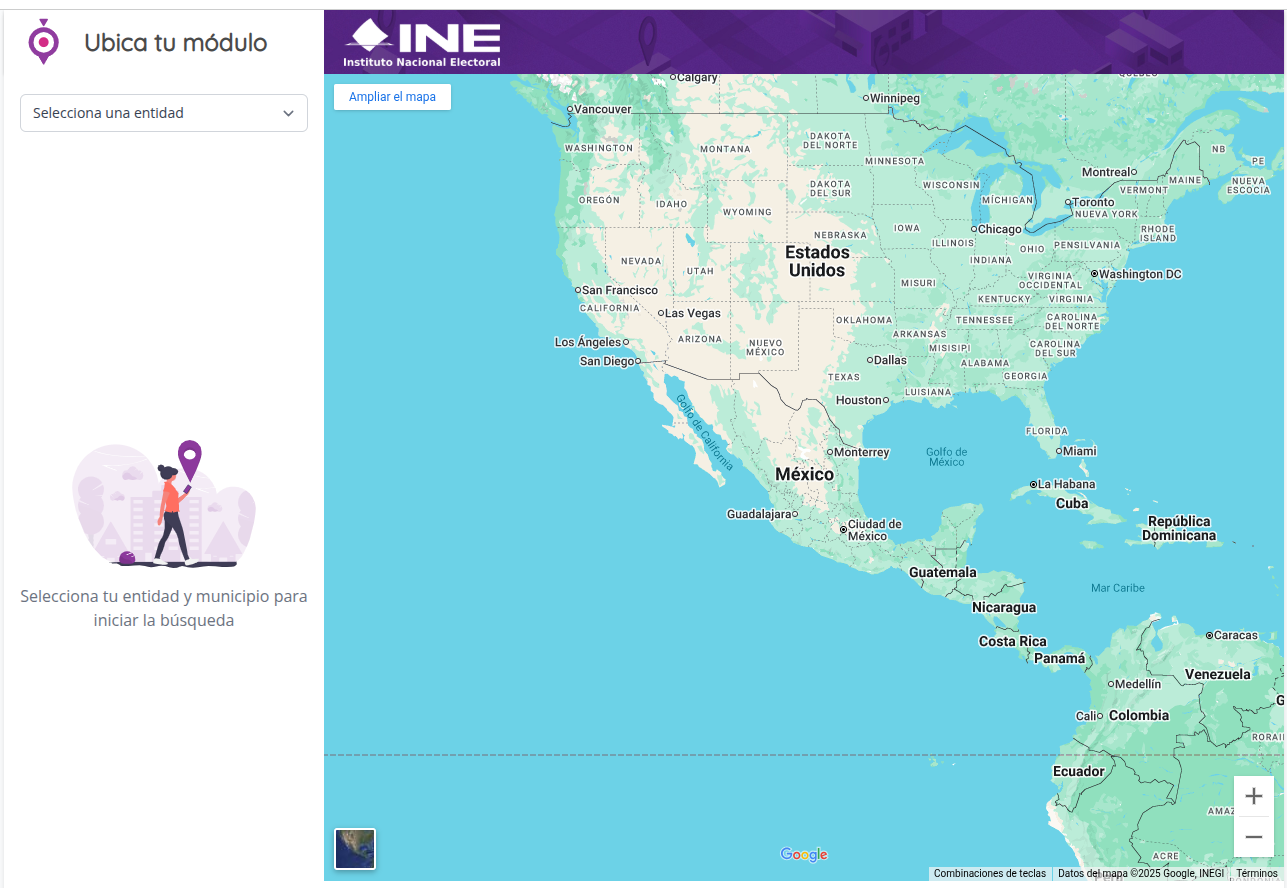 Ubica tu módulo
Selecciona una entidad
Selecciona tu entidad y municipio para
iniciar la búsqueda
INE
Instituto Nacional Electoral
Ampliar el mapa
Calgary
Vancouver
Winnipeg
WASHINGTON
MONTANA
DAKOTA
DEL NORTE
MINNESOTA
NB
PE
Montreal
MAINE
NUEVA
ESCOCIA
VERMONT
OREGÓN
IDAHO
WYOMING
DAKOTA
DEL SUR
WISCONSIN
MÍCHIGAN
Toronto
NUEVA YORK
NEBRASKA
IOWA
Chicago
ILLINOIS
INDIANA
OHIO
PENSILVANIA
RHODE
ISLAND
Estados
Unidos
NEVADA
UTAH
Washington DC
VIRGINIA
OCCIDENTAL
MISURI
KENTUCKY
VIRGINIA
San Francisco
CALIFORNIA
Las Vegas
OKLAHOMA
TENNESSEE
CAROLINA
DEL NORTE
ARKANSAS
Los Ángeles
ARIZONA
NUEVO
MÉXICO
MISISIPI
CAROLINA
DEL SUR
San Diego
Dallas
ALABAMA
TEXAS
GEORGIA
LUISIANA
Houston
Golfo de California
FLORIDA
Monterrey
Golfo de
México
Miami
México
La Habana
Cuba
Guadalajara
Ciudad de
México
República
Dominicana
Guatemala
Mar Caribe
Nicaragua
Costa Rica
Caracas
Panamá
Venezuela
Medellín
Cali
Colombia
G
RORAI
Ecuador
AMAZ
ACRE
Google
Combinaciones de teclas
Datos del mapa ©2025 Google, INEGI
Términos